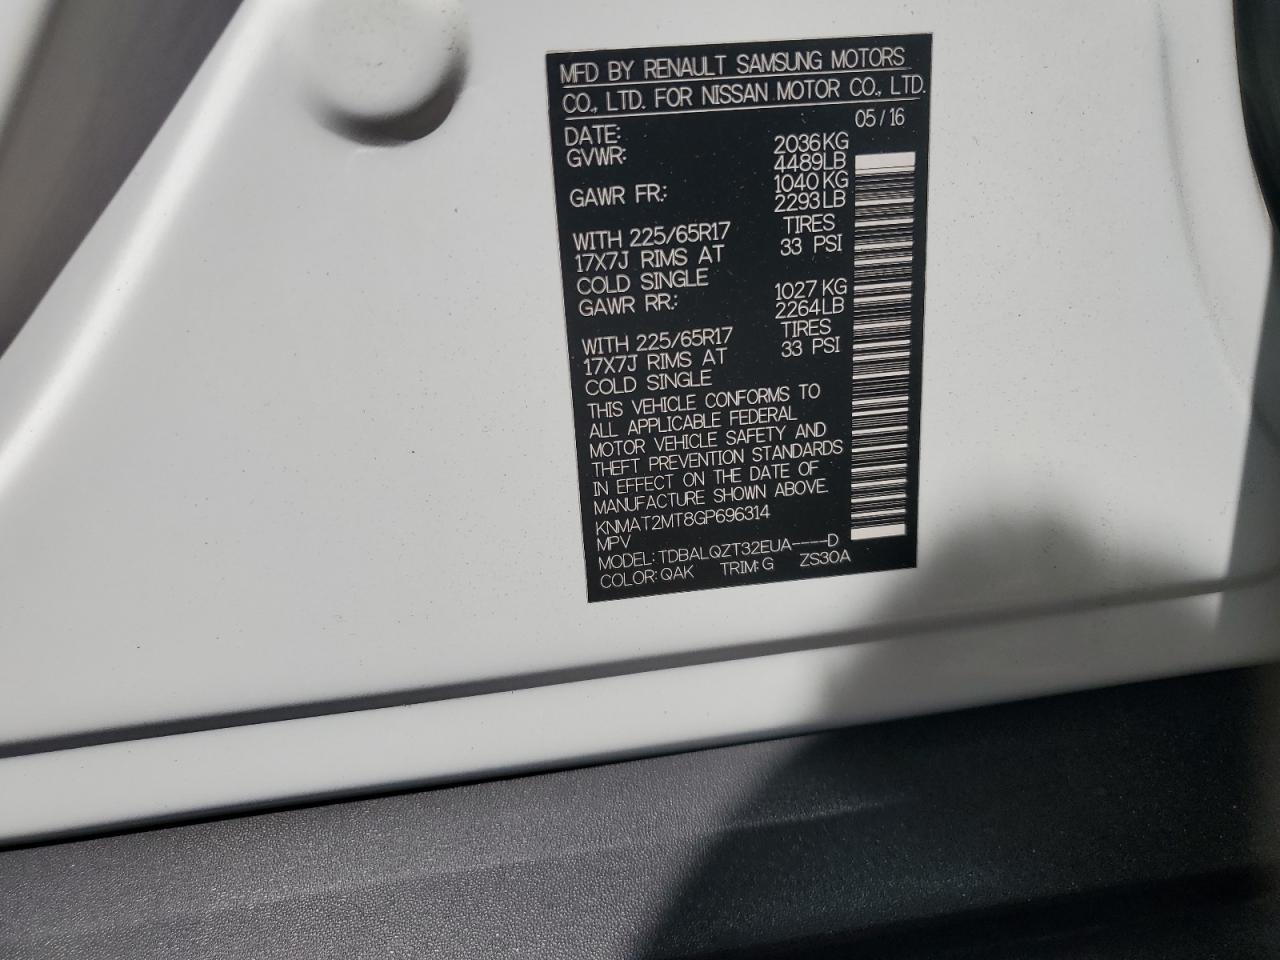 MFD BY RENAULT SAMSUNG MOTORS
CO., LTD. FOR NISSAN MOTOR CO., LTD.
DATE: 05/16
GVWR: 2036KG
4489LB
GAWR FR: 1040KG
2293LB
WITH 225/65R17 TIRES
17X7J RIMS AT 33 PSI
COLD SINGLE
GAWR RR: 1027KG
2264LB
WITH 225/65R17 TIRES
17X7J RIMS AT 33 PSI
COLD SINGLE
THIS VEHICLE CONFORMS TO
ALL APPLICABLE FEDERAL
MOTOR VEHICLE SAFETY AND
THEFT PREVENTION STANDARDS
IN EFFECT ON THE DATE OF
MANUFACTURE SHOWN ABOVE.
KNMAT2MT8GP696314
MPV
MODEL: TDBALQZT32EUA-----D
COLOR: QAK TRIM: G ZS30A